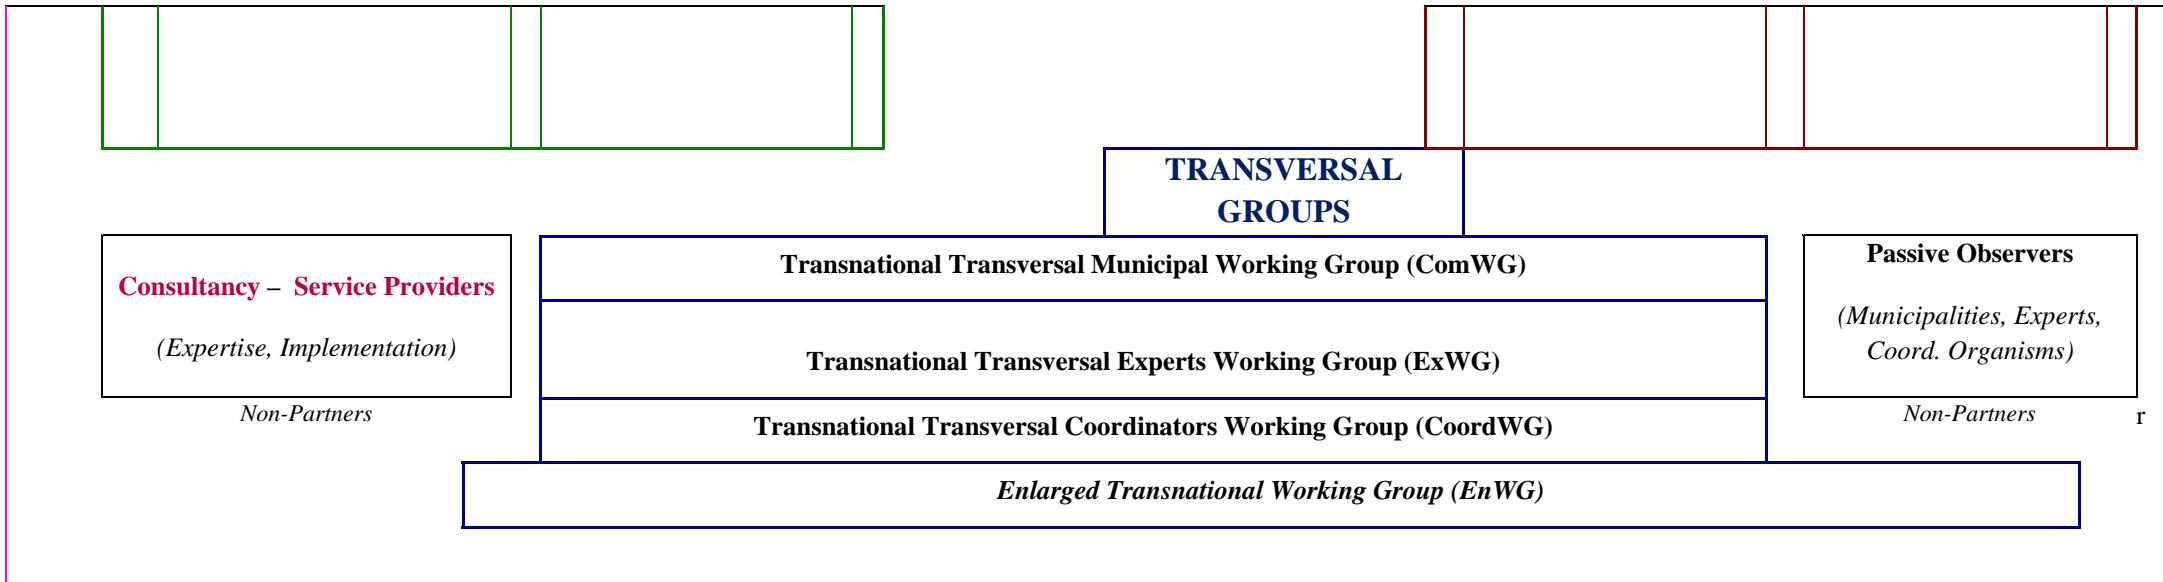 TRANSVERSAL
GROUPS
Consultancy – Service Providers
(Expertise, Implementation)
Non-Partners
Transnational Transversal Municipal Working Group (ComWG)
Transnational Transversal Experts Working Group (ExWG)
Transnational Transversal Coordinators Working Group (CoordWG)
Enlarged Transnational Working Group (EnWG)
Passive Observers
(Municipalities, Experts,
Coord. Organisms)
Non-Partners
r